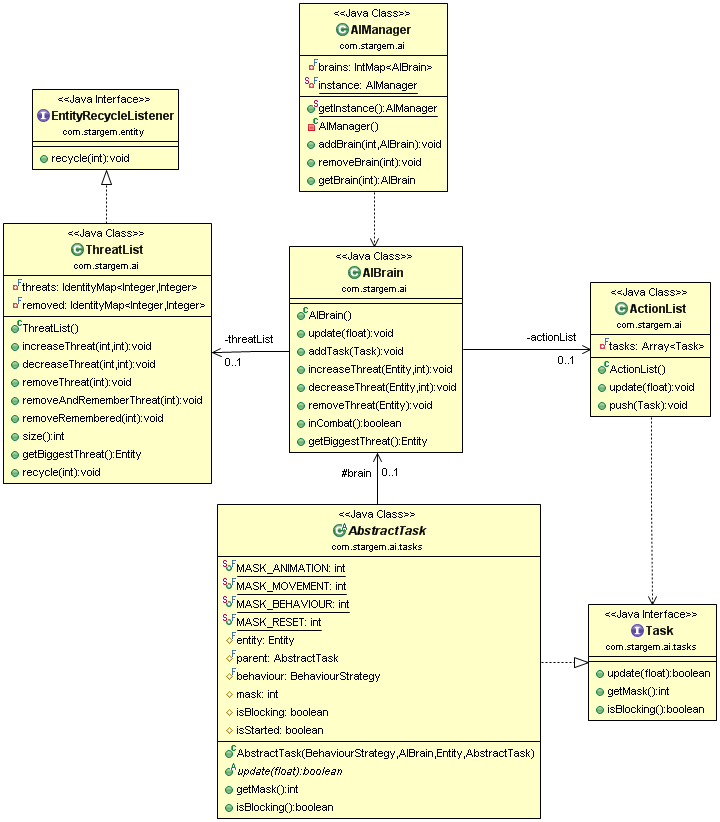 <<Java Class>>
AIManager
com.stargem.ai
brains: IntMap<AIBrain>
instance: AIManager
getInstance():AIManager
AIManager()
addBrain(int,AIBrain):void
removeBrain(int):void
getBrain(int):AIBrain
<<Java Interface>>
EntityRecycleListener
com.stargem.entity
recycle(int):void
<<Java Class>>
ThreatList
com.stargem.ai
threats: IdentityMap<Integer,Integer>
removed: IdentityMap<Integer,Integer>
ThreatList()
increaseThreat(int,int):void
decreaseThreat(int,int):void
removeThreat(int):void
removeAndRememberThreat(int):void
removeRemembered(int):void
size():int
getBiggestThreat():Entity
recycle(int):void
-threatList
0..1
<<Java Class>>
AIBrain
com.stargem.ai
AIBrain()
update(float):void
addTask(Task):void
increaseThreat(Entity,int):void
decreaseThreat(Entity,int):void
removeThreat(Entity):void
inCombat():boolean
getBiggestThreat():Entity
-actionList
0..1
<<Java Class>>
ActionList
com.stargem.ai
tasks: Array<Task>
ActionList()
update(float):void
push(Task):void
#brain
0..1
<<Java Class>>
AbstractTask
com.stargem.ai.tasks
MASK_ANIMATION: int
MASK_MOVEMENT: int
MASK_BEHAVIOUR: int
MASK_RESET: int
entity: Entity
parent: AbstractTask
behaviour: BehaviourStrategy
mask: int
isBlocking: boolean
isStarted: boolean
AbstractTask(BehaviourStrategy,AIBrain,Entity,AbstractTask)
update(float):boolean
getMask():int
isBlocking():boolean
<<Java Interface>>
Task
com.stargem.ai.tasks
update(float):boolean
getMask():int
isBlocking():boolean